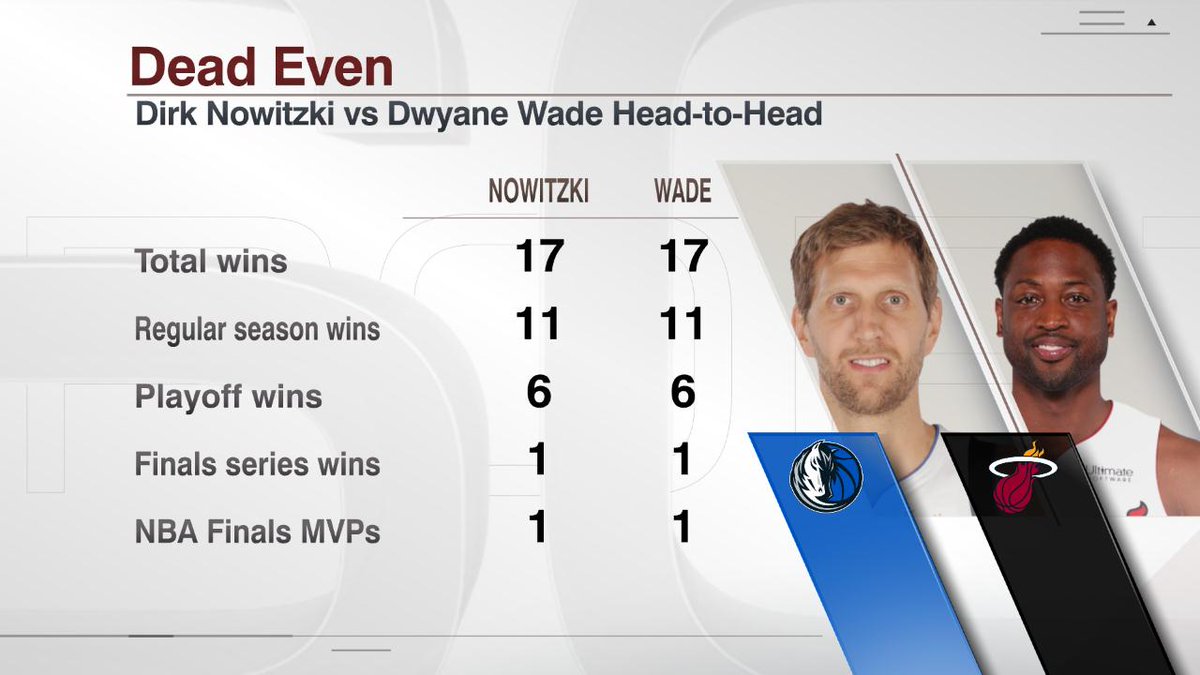 Dead Even
Dirk Nowitzki vs Dwyane Wade Head-to-Head
NOWITZKI WADE
Total wins 17 17
Regular season wins 11 11
Playoff wins 6 6
Finals series wins 1 1
NBA Finals MVPs 1 1
Ultimate